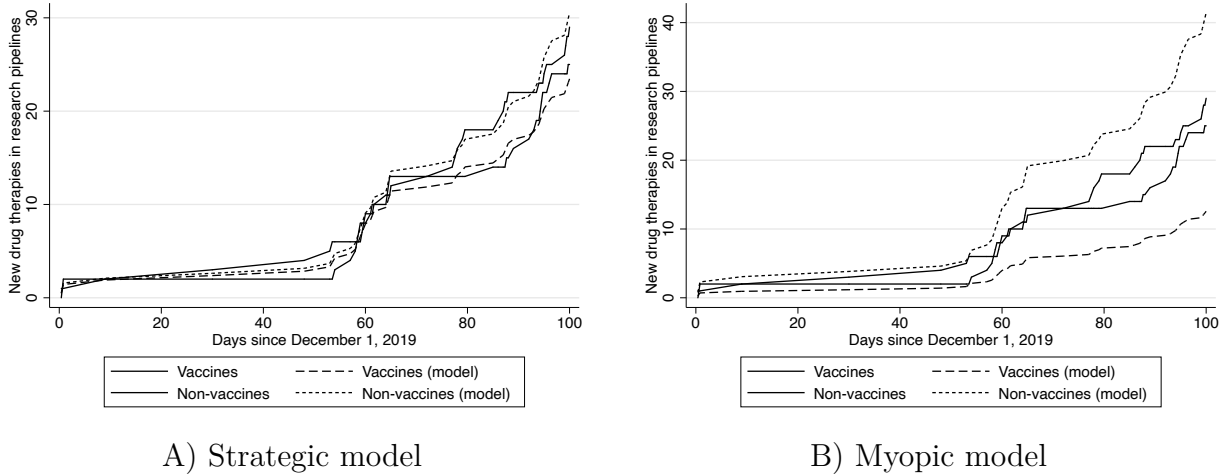 New drug therapies in research pipelines
30
20
10
0
0 20 40 60 80 100
Days since December 1, 2019
Vaccines Vaccines (model)
Non-vaccines Non-vaccines (model)
A) Strategic model
New drug therapies in research pipelines
40
30
20
10
0
0 20 40 60 80 100
Days since December 1, 2019
Vaccines Vaccines (model)
Non-vaccines Non-vaccines (model)
B) Myopic model